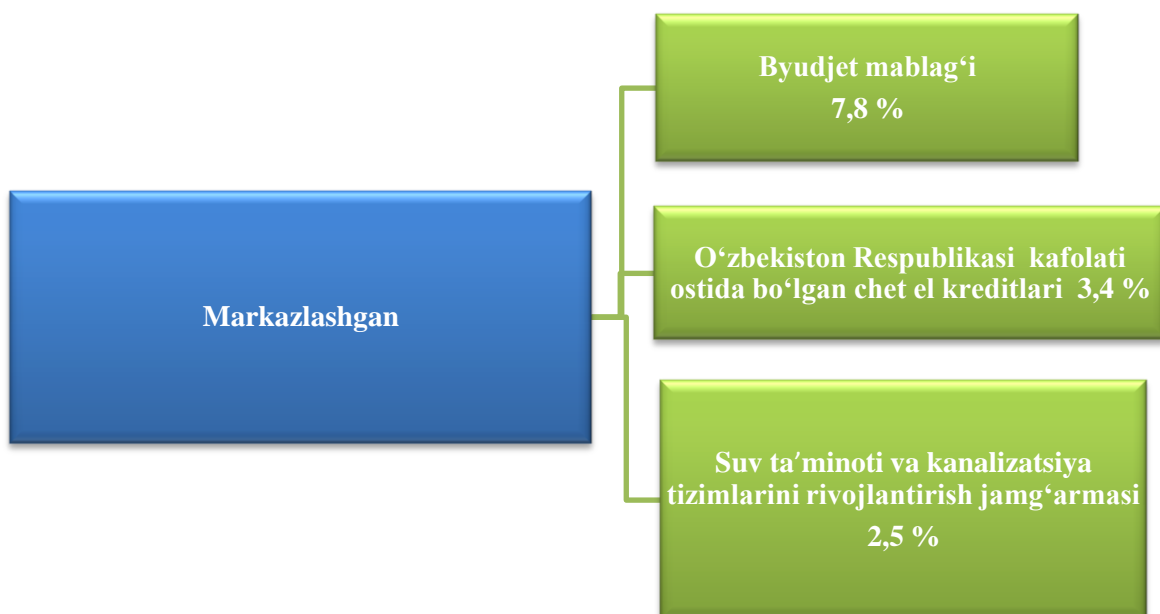 Byudjet mablag‘i
7,8 %
Markazlashgan
O‘zbekiston Respublikasi kafolati
ostida bo‘lgan chet el kreditlari 3,4 %
Suv ta’minoti va kanalizatsiya
tizimlarini rivojlantirish jamg‘armasi
2,5 %